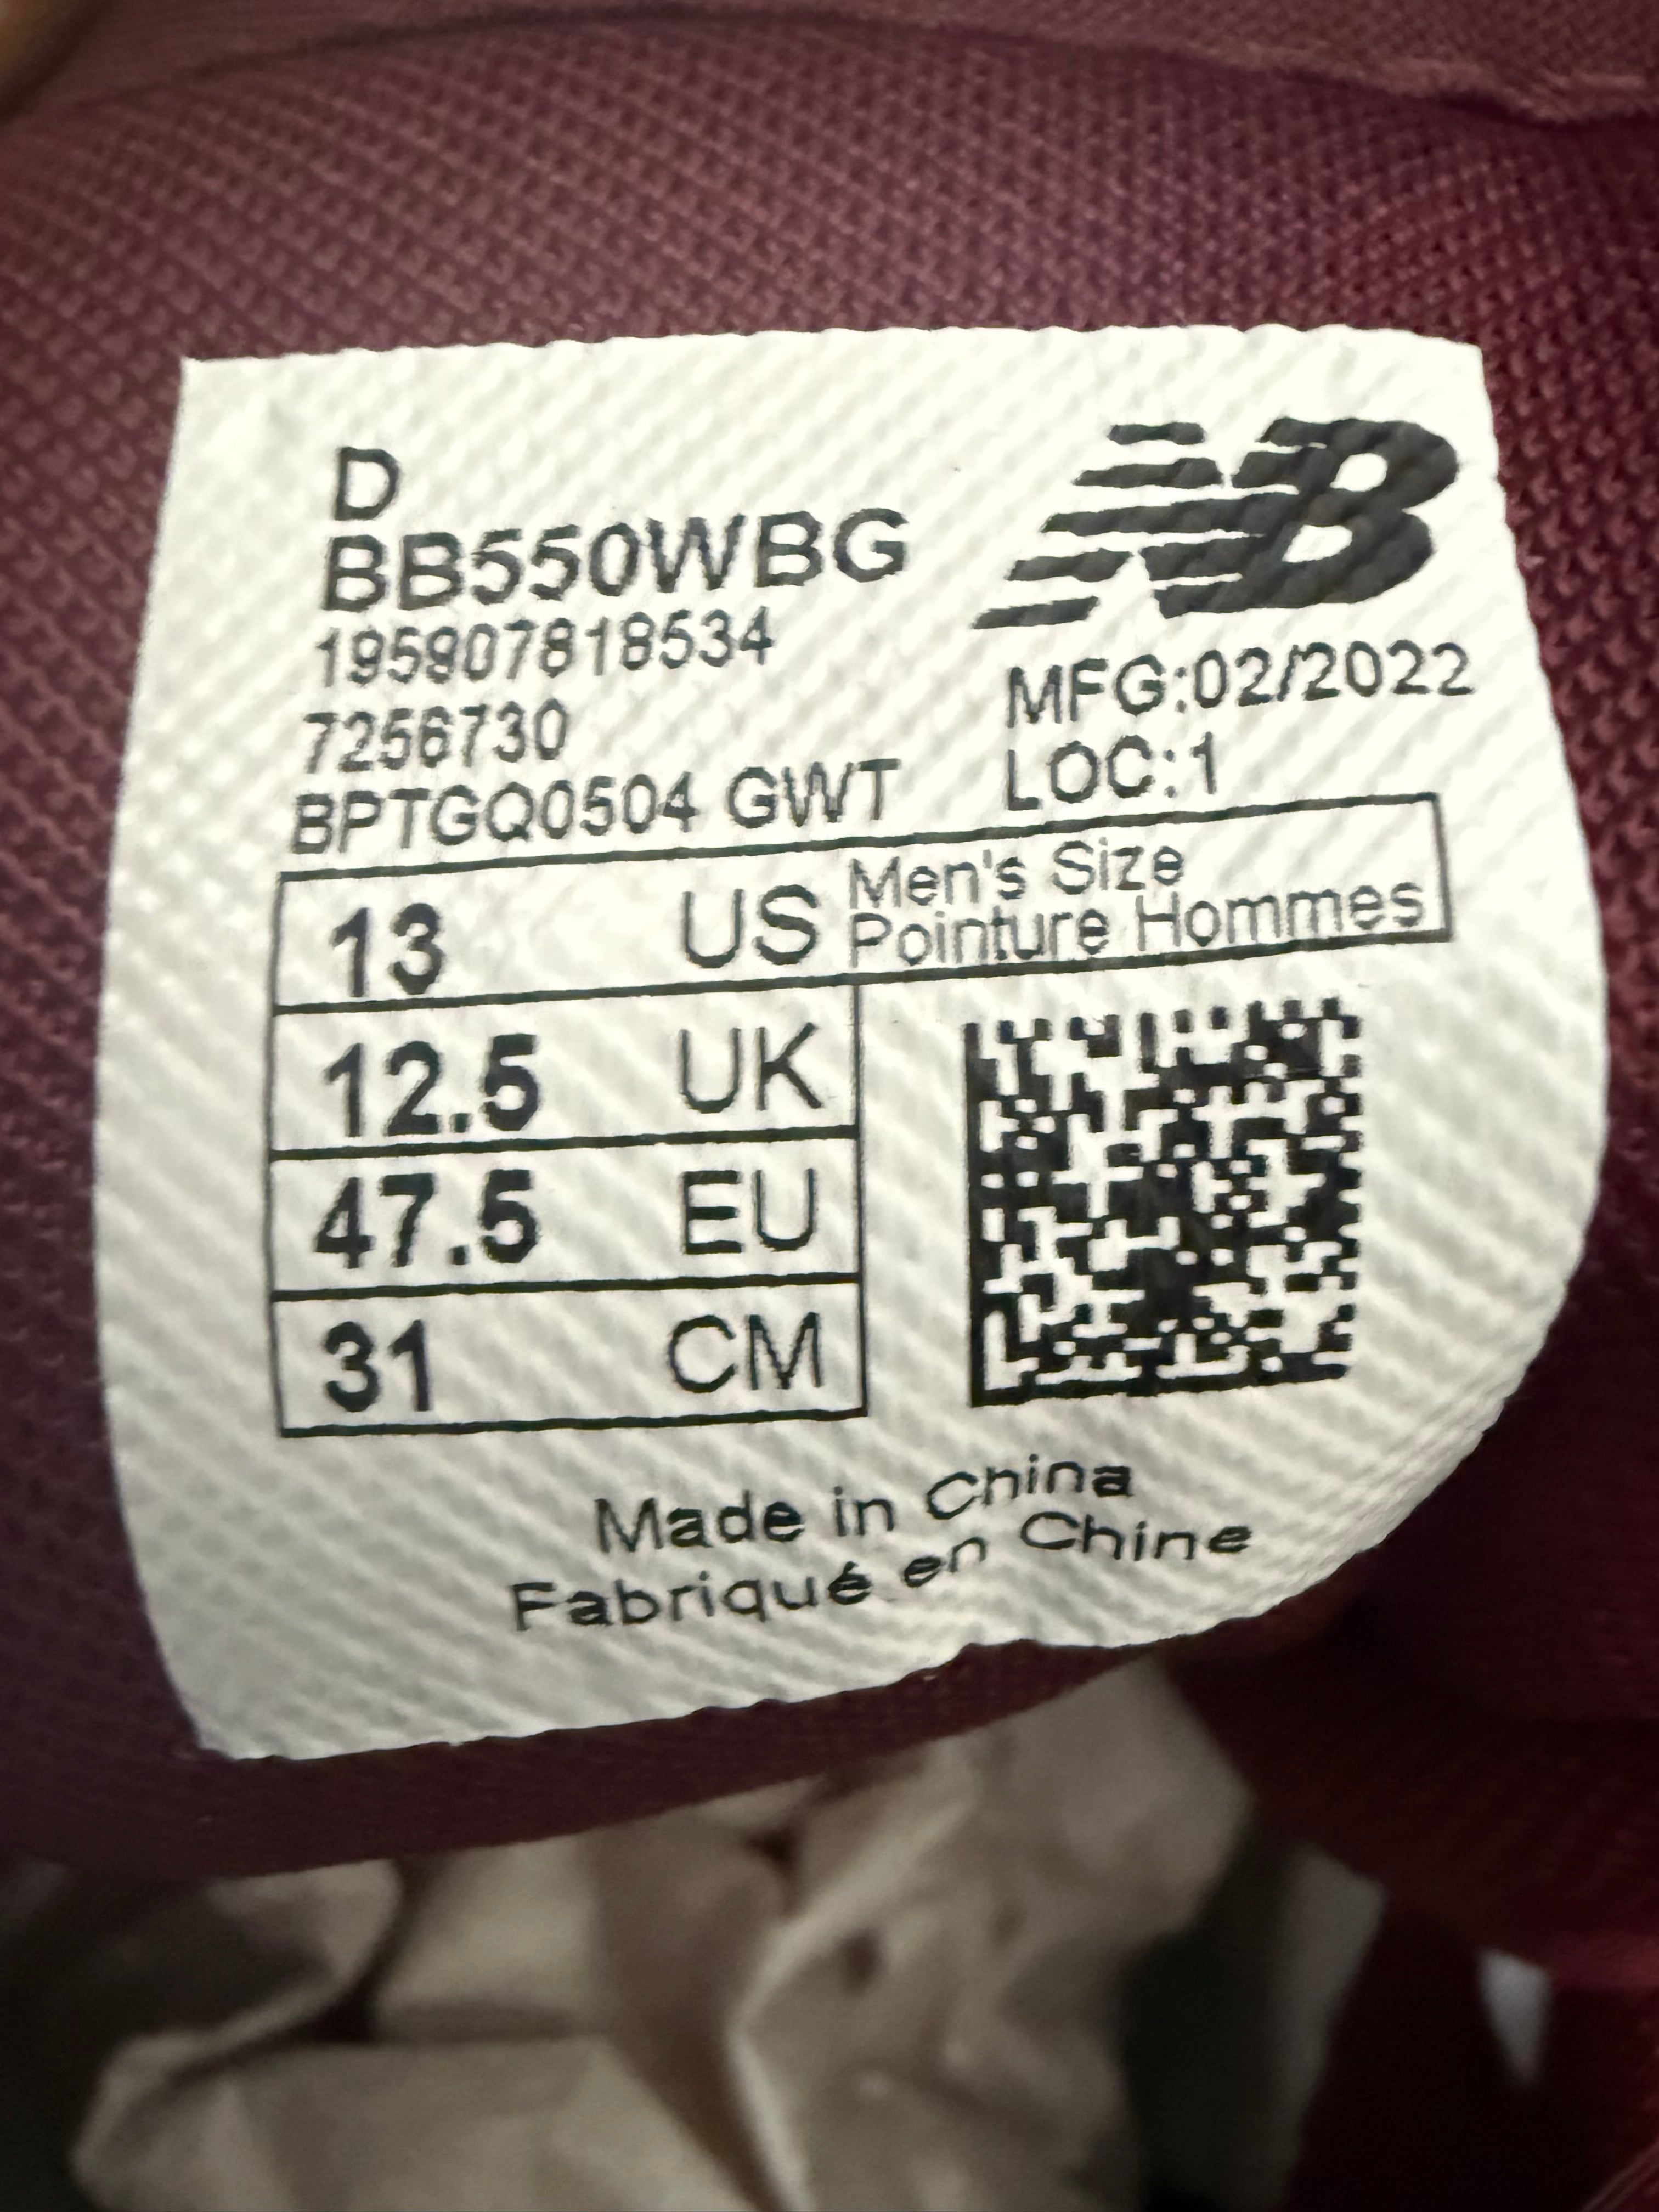 D
BB550WBG
NB
195907818534
7256730
MFG:02/2022
BPTGQ0504 GWT
LOC:1
13 US Men's Size
Pointure Hommes
12.5 UK
47.5 EU
31 CM
Made in China
Fabriqué en Chine